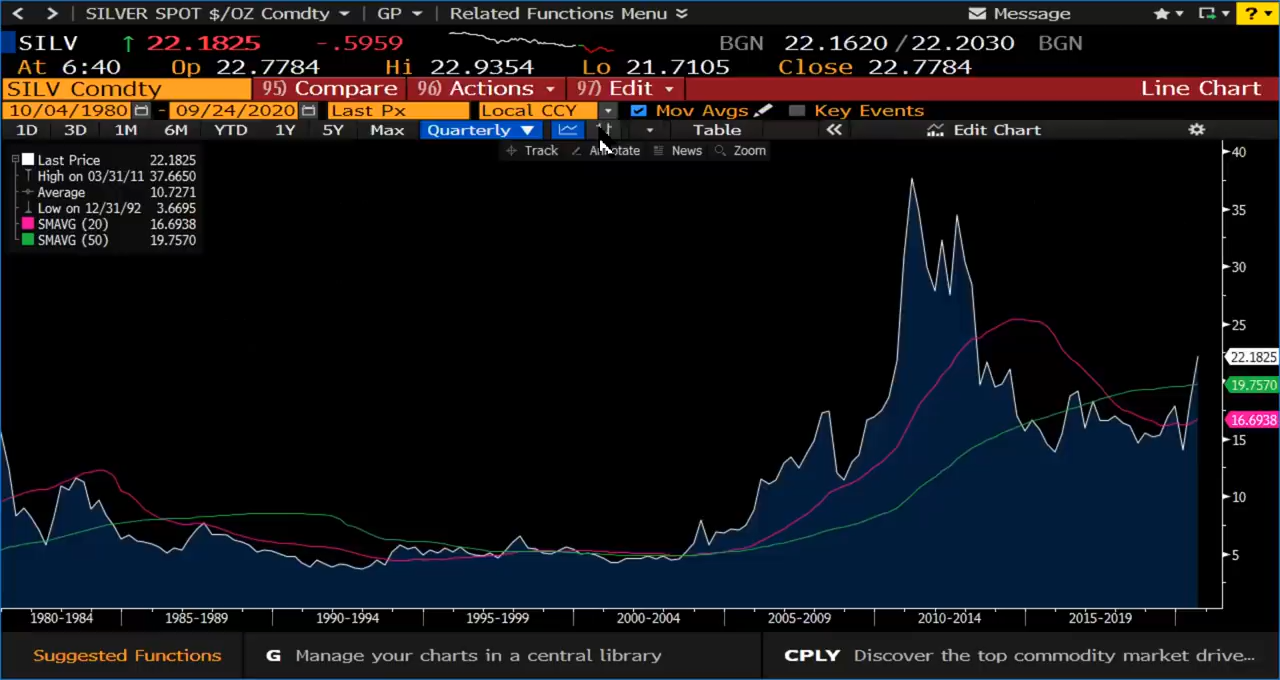 < > SILVER SPOT $/OZ Comdty GP Related Functions Menu Message ?
SILV ↑ 22.1825 -.5959 BGN 22.1620 / 22.2030 BGN
At 6:40 Op 22.7784 Hi 22.9354 Lo 21.7105 Close 22.7784
SILV Comdty 95) Compare 96) Actions 97) Edit Line Chart
10/04/1980 - 09/24/2020 Last Px Local CCY Mov Avgs Key Events
1D 3D 1M 6M YTD 1Y 5Y Max Quarterly ▼ Table « Edit Chart
Track Annotate News Zoom
Last Price 22.1825
High on 03/31/11 37.6650
Average 10.7271
Low on 12/31/92 3.6695
SMAVG (20) 16.6938
SMAVG (50) 19.7570
40
35
30
25
22.1825
19.7570
16.6938
15
10
5
1980-1984 1985-1989 1990-1994 1995-1999 2000-2004 2005-2009 2010-2014 2015-2019
Suggested Functions G Manage your charts in a central library CPLY Discover the top commodity market drive...